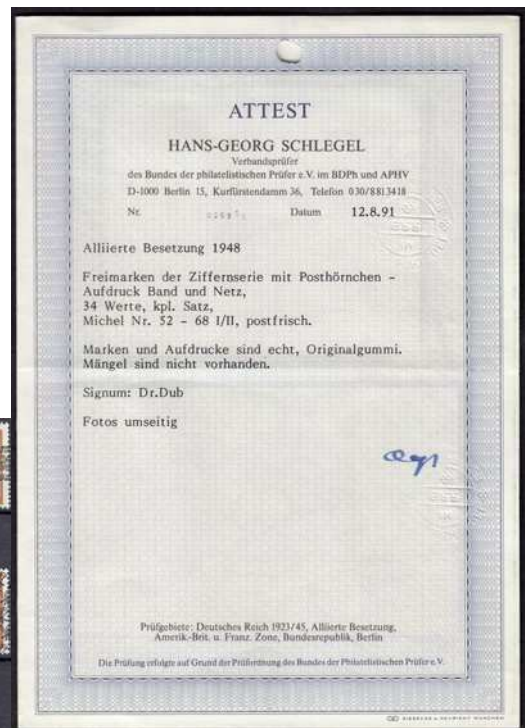 ATTEST
HANS-GEORG SCHLEGEL
Verbandsprüfer
des Bundes der philatelistischen Prüfer e.V. im BDPh und APHV
D-1000 Berlin 15, Kurfürstendamm 36, Telefon 030/8813418
Nr. Datum 12.8.91
Alliierte Besetzung 1948
Freimarken der Ziffernserie mit Posthörnchen -
Aufdruck Band und Netz,
34 Werte, kpl. Satz,
Michel Nr. 52 - 68 I/II, postfrisch.
Marken und Aufdrucke sind echt, Originalgummi.
Mängel sind nicht vorhanden.
Signum: Dr.Dub
Fotos umseitig
Prüfgebiete: Deutsches Reich 1923/45, Alliierte Besetzung,
Amerik.-Brit. u. Franz. Zone, Bundesrepublik, Berlin
Die Prüfung erfolgte auf Grund der Prüfordnung des Bundes der Philatelistischen Prüfer e.V.